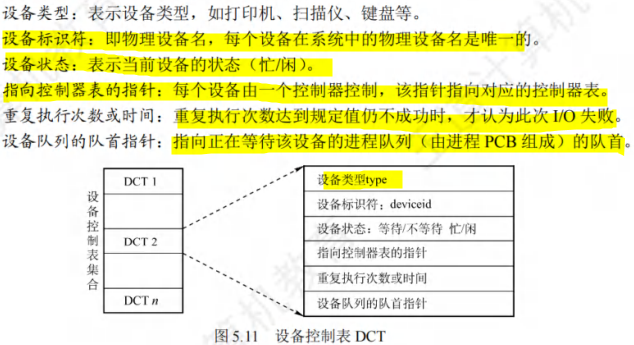 设备类型：表示设备类型，如打印机、扫描仪、键盘等。
设备标识符：即物理设备名，每个设备在系统中的物理设备名是唯一的。
设备状态：表示当前设备的状态（忙/闲）。
指向控制器表的指针：每个设备由一个控制器控制，该指针指向对应的控制器表。
重复执行次数或时间：重复执行次数达到规定值仍不成功时，才认为此次 I/O 失败。
设备队列的队首指针：指向正在等待该设备的进程队列（由进程 PCB 组成）的队首。
设备控制表集合
DCT 1
DCT 2
DCT n
设备类型type
设备标识符：deviceid
设备状态：等待/不等待 忙/闲
指向控制器表的指针
重复执行次数或时间
设备队列的队首指针
图 5.11 设备控制表 DCT